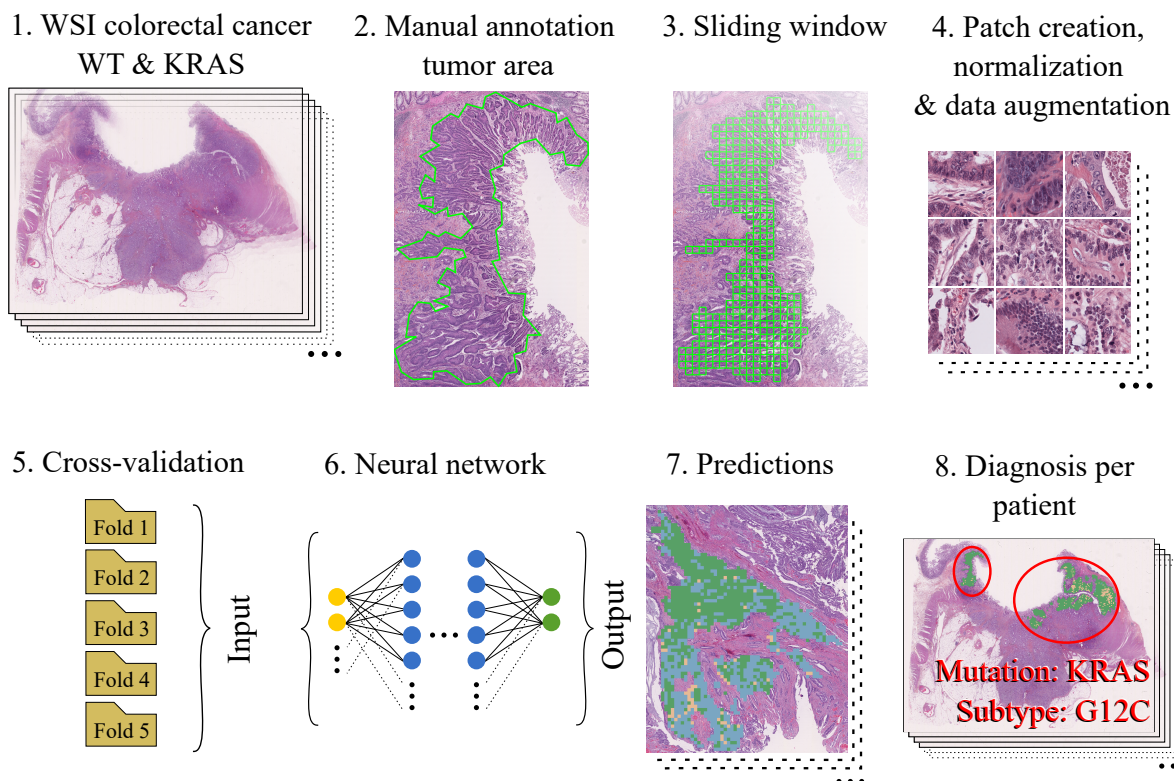 1. WSI colorectal cancer
WT & KRAS
2. Manual annotation
tumor area
3. Sliding window
4. Patch creation,
normalization
& data augmentation
5. Cross-validation
Fold 1
Fold 2
Fold 3
Fold 4
Fold 5
Input
6. Neural network
Output
7. Predictions
8. Diagnosis per
patient
Mutation: KRAS
Subtype: G12C